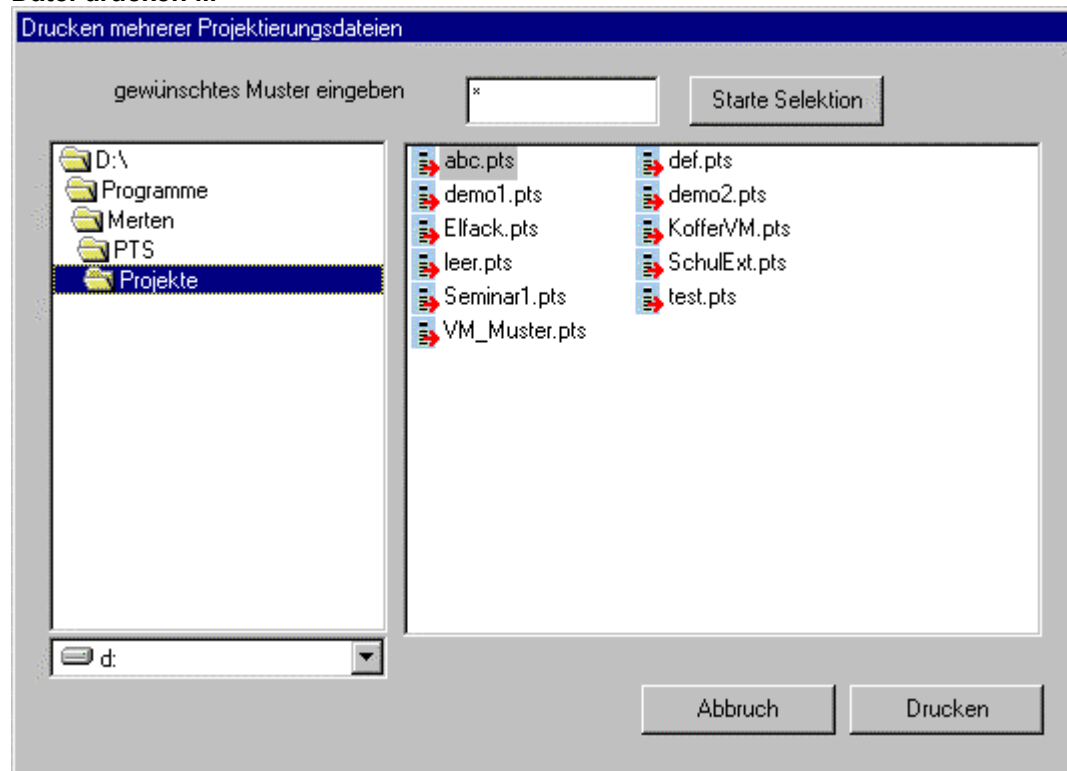 Datei drucken ...
Drucken mehrerer Projektierungsdateien
gewünschtes Muster eingeben
*
Starte Selektion
D:\
Programme
Merten
PTS
Projekte
abc.pts
def.pts
demo1.pts
demo2.pts
Elfack.pts
KofferVM.pts
leer.pts
SchulExt.pts
Seminar1.pts
test.pts
VM_Muster.pts
d:
Abbruch
Drucken